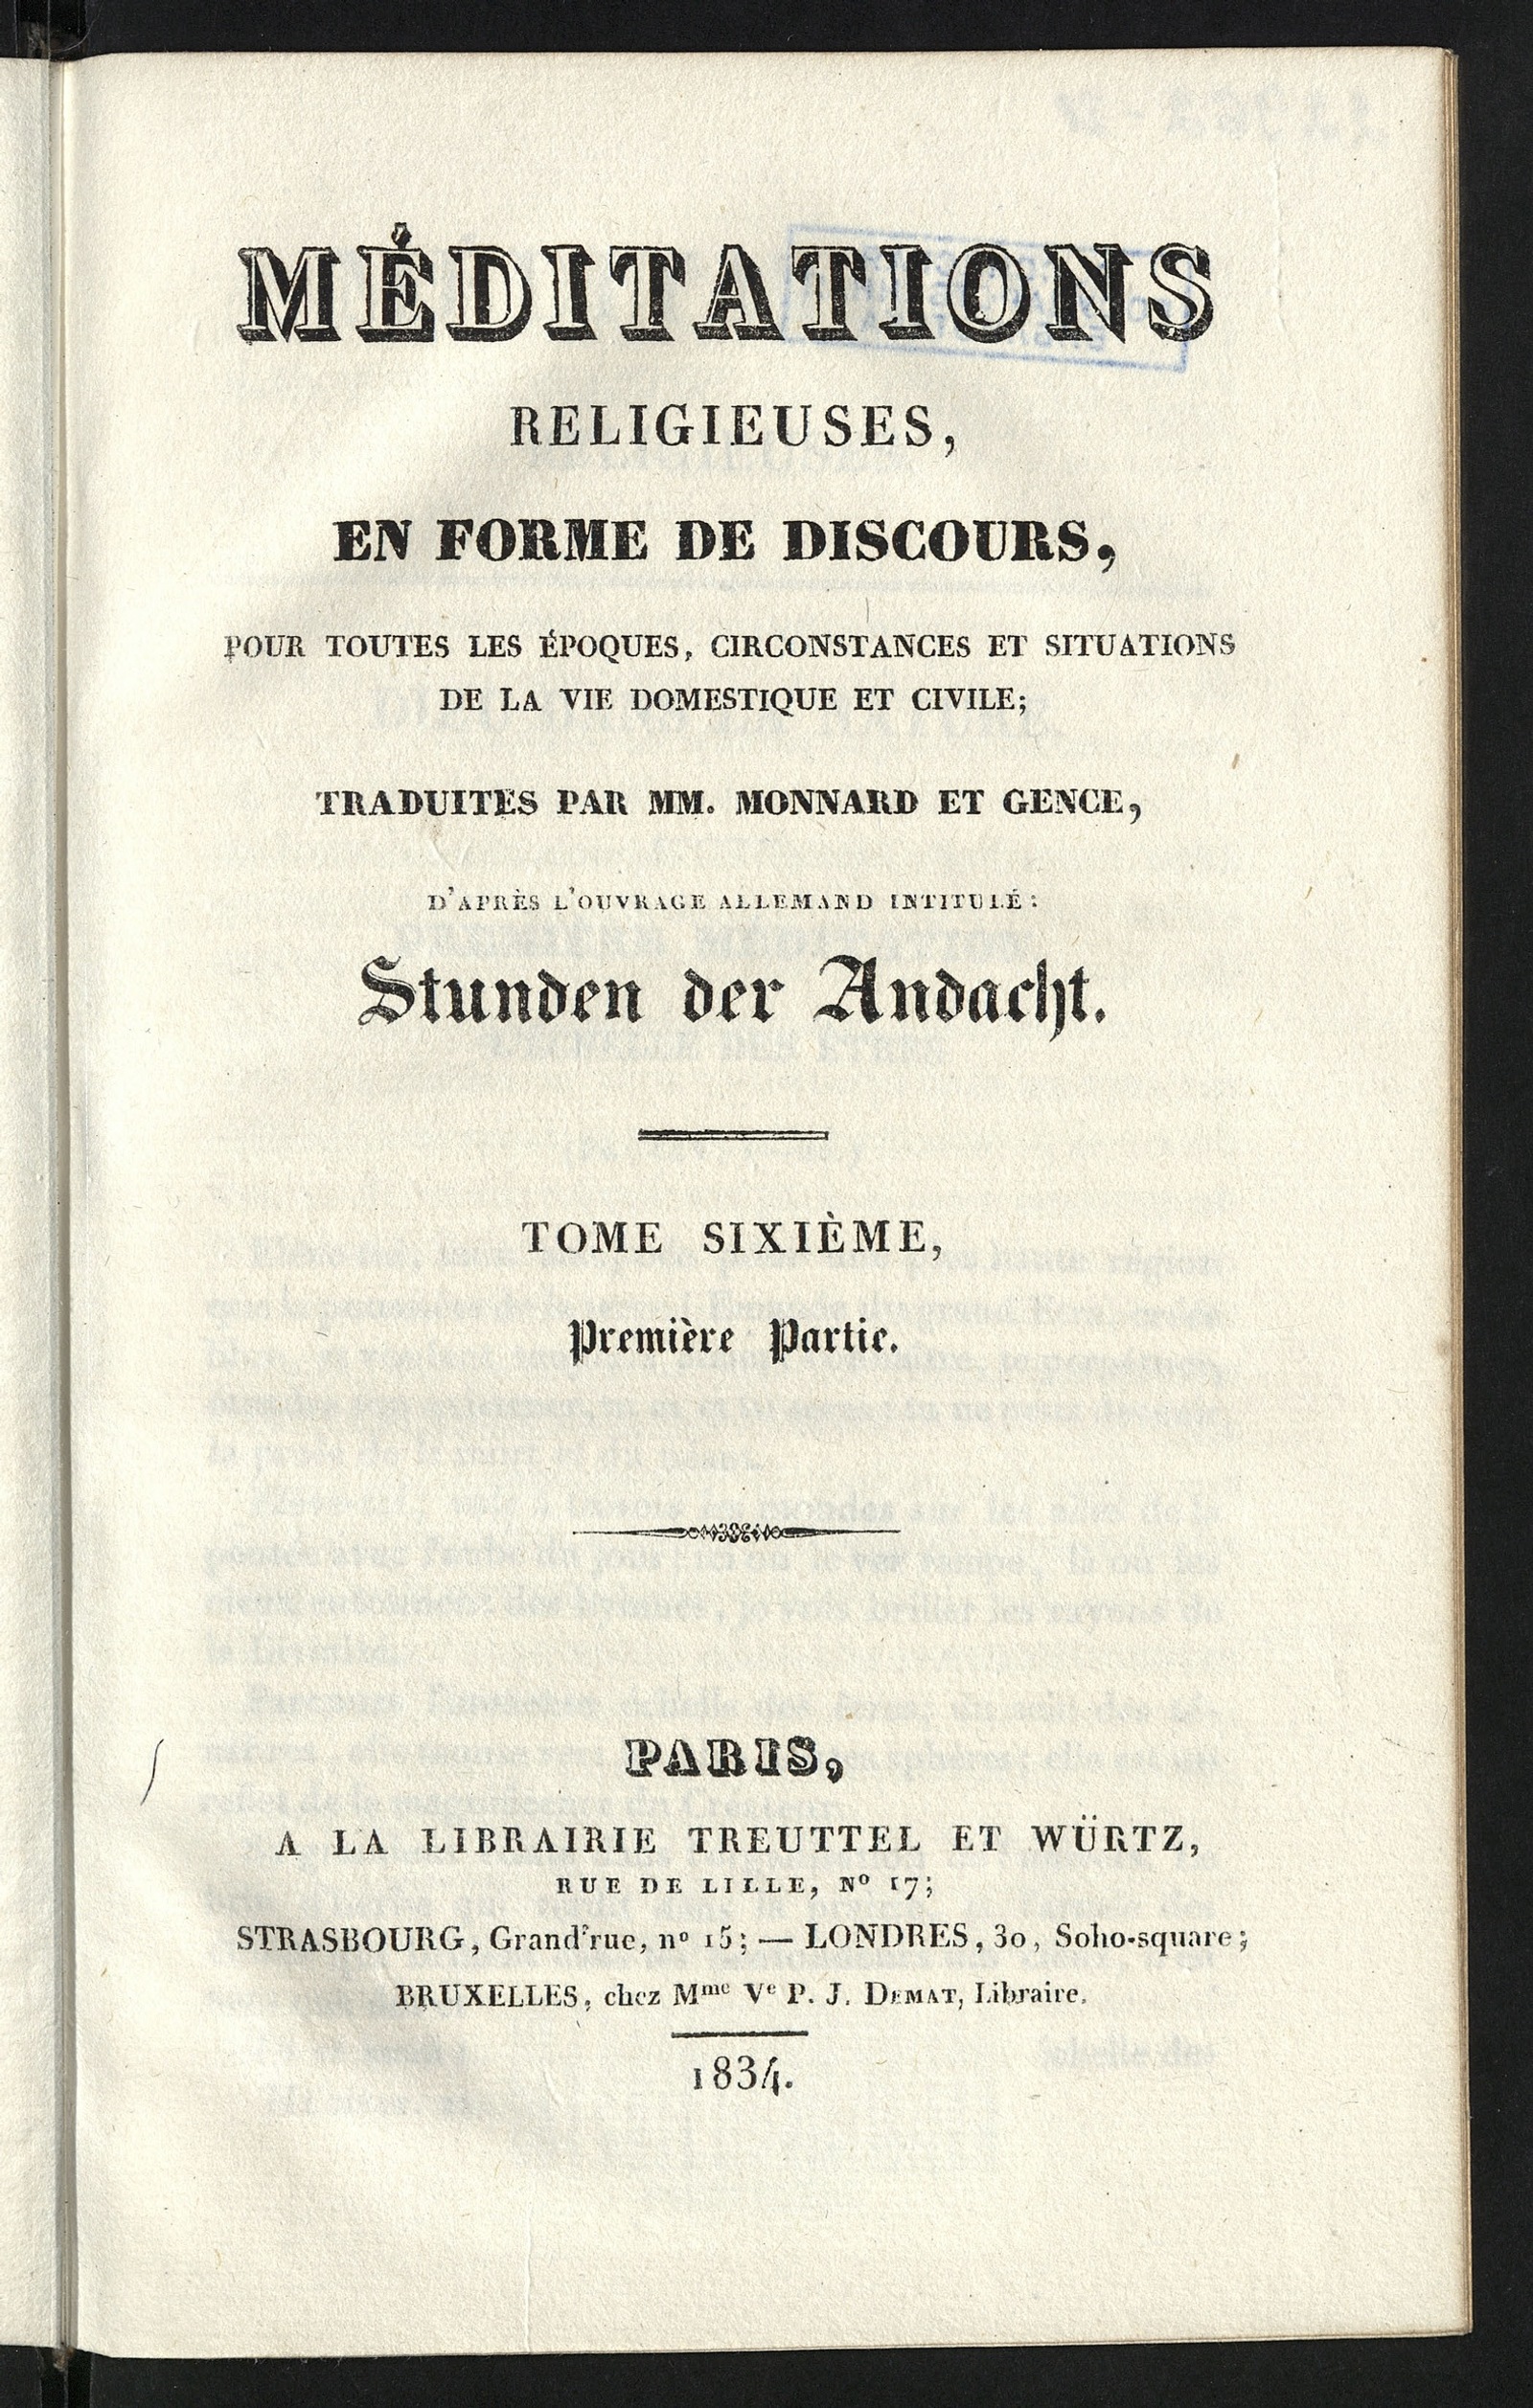 MÉDITATIONS
RELIGIEUSES,
EN FORME DE DISCOURS,
POUR TOUTES LES ÉPOQUES, CIRCONSTANCES ET SITUATIONS
DE LA VIE DOMESTIQUE ET CIVILE;
TRADUITES PAR MM. MONNARD ET GENCE,
D'APRÈS L'OUVRAGE ALLEMAND INTITULÉ:
Stunden der Andacht.
TOME SIXIÈME,
Première Partie.
PARIS,
A LA LIBRAIRIE TREUTTEL ET WÜRTZ,
RUE DE LILLE, Nº 17;
STRASBOURG, Grand'rue, nº 15; — LONDRES, 30, Soho-square;
BRUXELLES, chez Mme Ve P. J. DEMAT, Libraire.
1834.